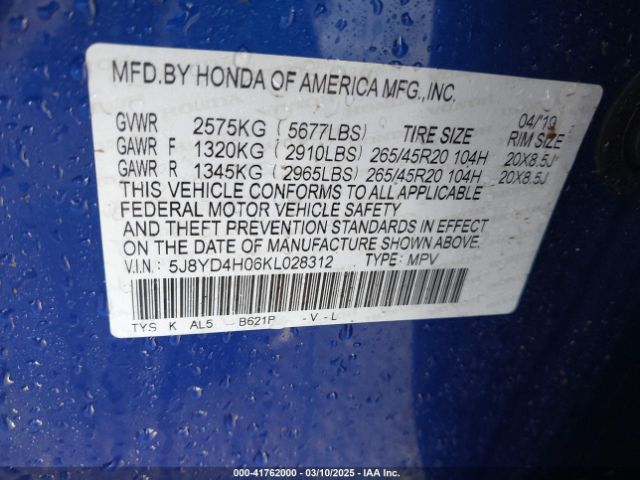 MFD.BY HONDA OF AMERICA MFG.,INC.
04/'19
GVWR 2575KG (5677LBS) TIRE SIZE RIM SIZE
GAWR F 1320KG (2910LBS) 265/45R20 104H 20X8.5J
GAWR R 1345KG (2965LBS) 265/45R20 104H 20X8.5J
THIS VEHICLE CONFORMS TO ALL APPLICABLE
FEDERAL MOTOR VEHICLE SAFETY
AND THEFT PREVENTION STANDARDS IN EFFECT
ON THE DATE OF MANUFACTURE SHOWN ABOVE.
V.I.N: 5J8YD4H06KL028312 TYPE: MPV
TYS K AL5 B621P -V-L
000-41762000 - 03/10/2025 - IAA Inc.